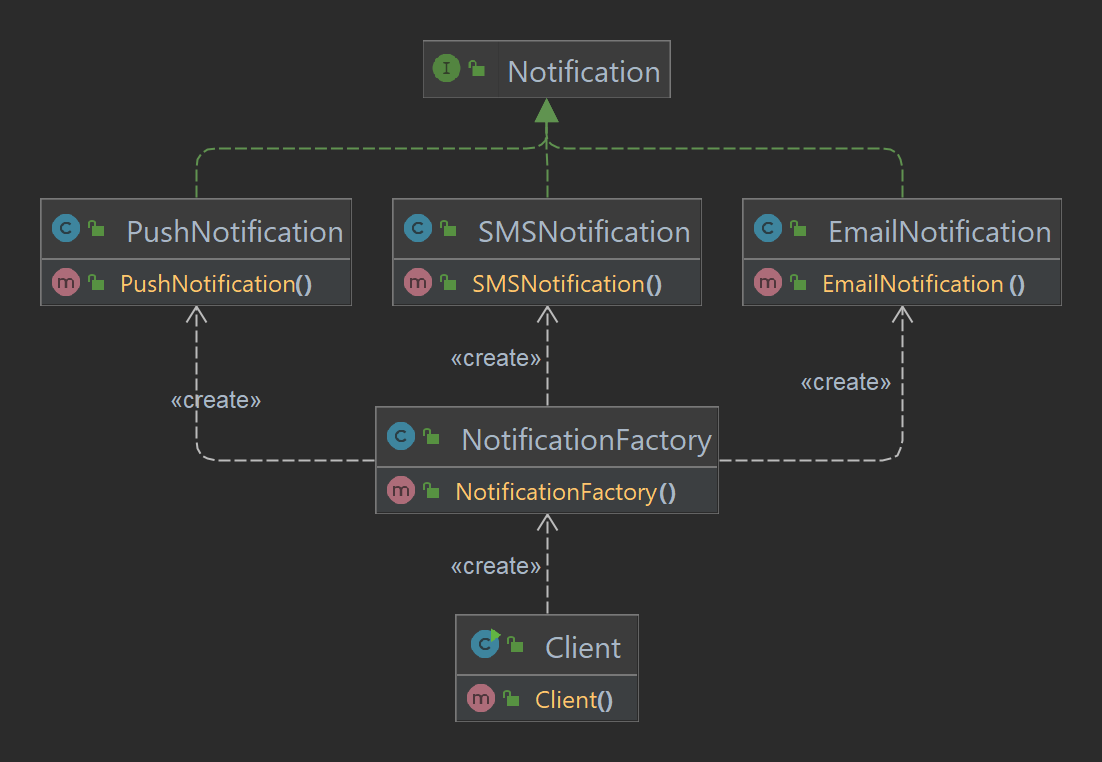 I Notification
C PushNotification
m PushNotification()
C SMSNotification
m SMSNotification()
C EmailNotification
m EmailNotification ()
«create»
«create»
«create»
C NotificationFactory
m NotificationFactory()
«create»
C Client
m Client()